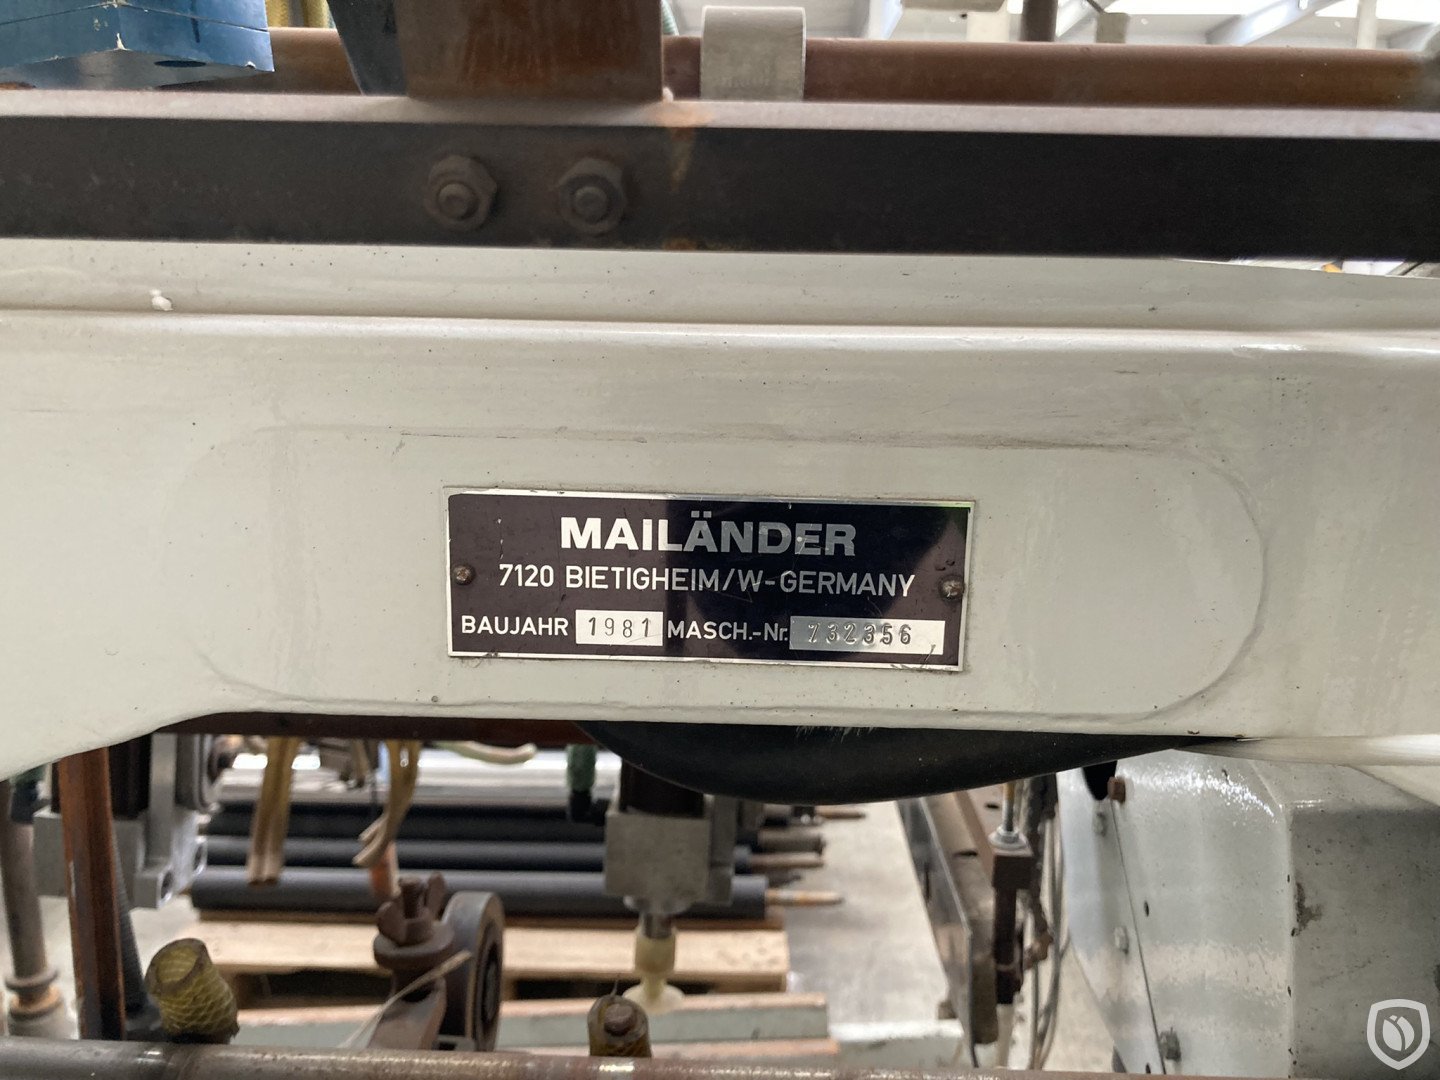 MAILÄNDER
7120 BIETIGHEIM/W-GERMANY
BAUJAHR 1981 MASCH.-Nr. 732356